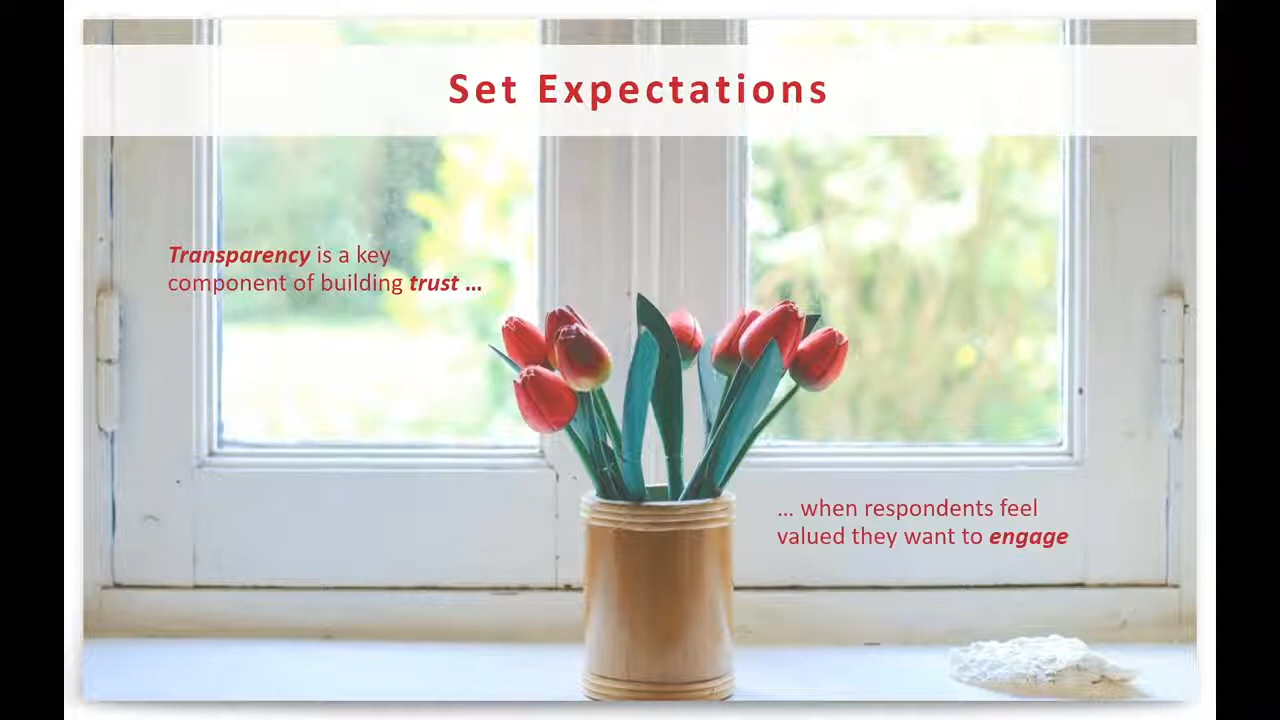 Set Expectations
Transparency is a key
component of building trust ...
... when respondents feel
valued they want to engage